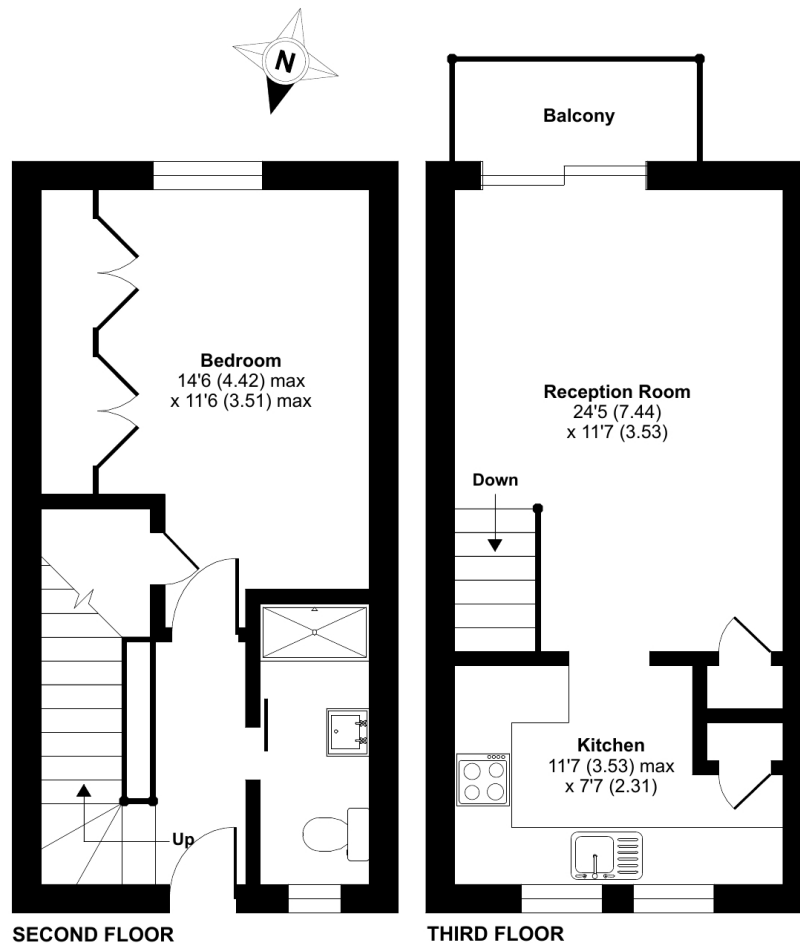 N
Balcony
Bedroom
14'6 (4.42) max
x 11'6 (3.51) max
Reception Room
24'5 (7.44)
x 11'7 (3.53)
Down
Kitchen
11'7 (3.53) max
x 7'7 (2.31)
Up
SECOND FLOOR
THIRD FLOOR